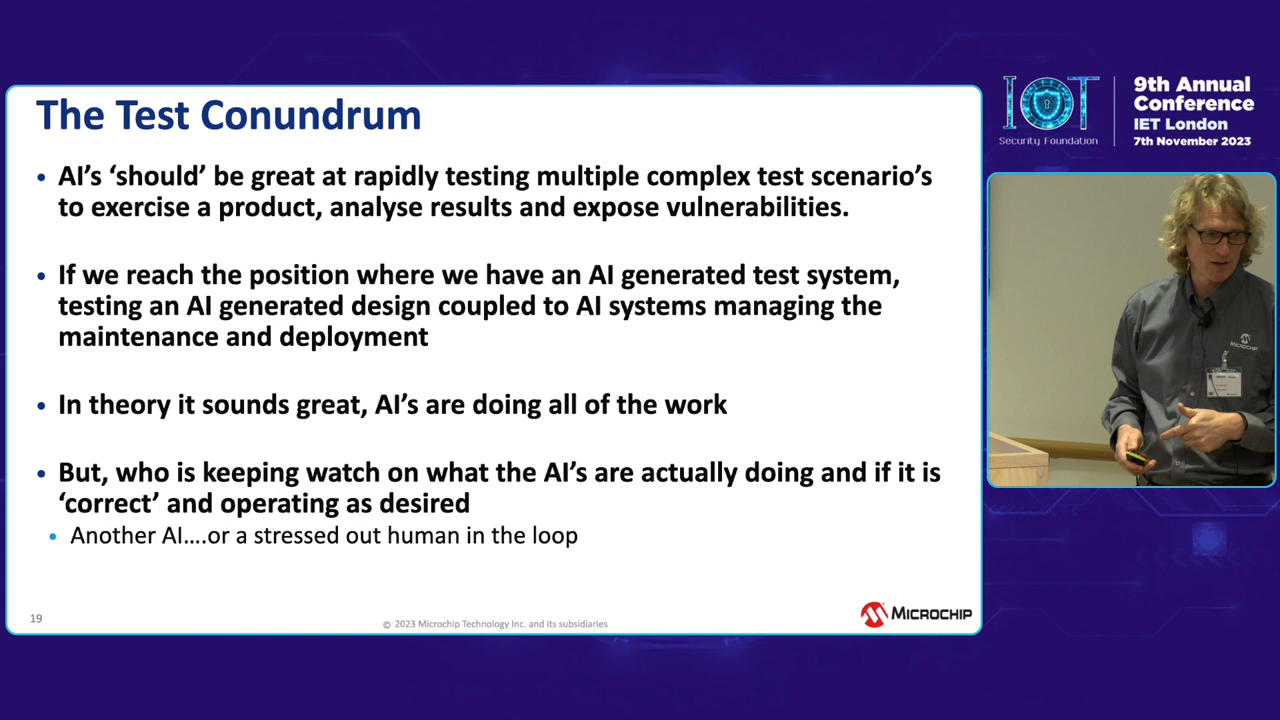 The Test Conundrum
• AI's 'should' be great at rapidly testing multiple complex test scenario's
to exercise a product, analyse results and expose vulnerabilities.
• If we reach the position where we have an AI generated test system,
testing an AI generated design coupled to AI systems managing the
maintenance and deployment
• In theory it sounds great, AI's are doing all of the work
• But, who is keeping watch on what the AI's are actually doing and if it is
'correct' and operating as desired
• Another AI....or a stressed out human in the loop
19
© 2023 Microchip Technology Inc. and its subsidiaries
MICROCHIP
IOT
Security Foundation
9th Annual
Conference
IET London
7th November 2023
MICROCHIP